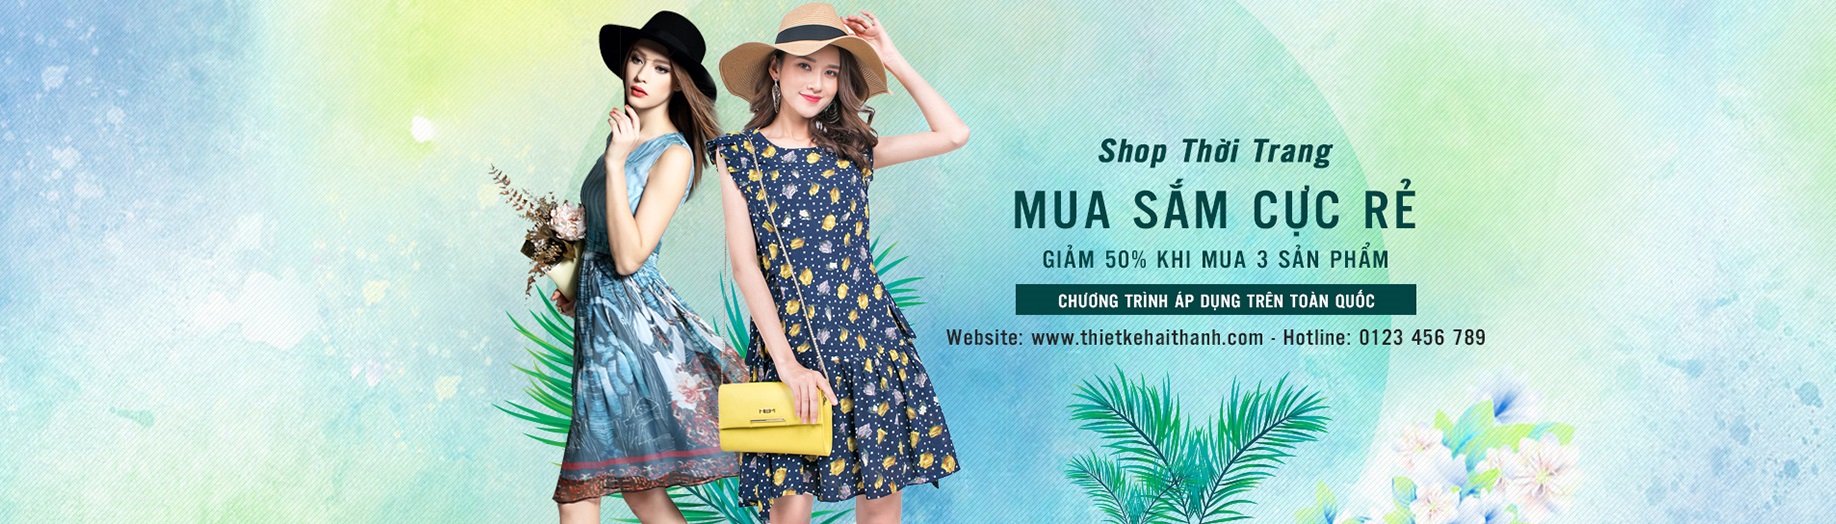 Shop Thời Trang
MUA SẮM CỰC RẺ
GIẢM 50% KHI MUA 3 SẢN PHẨM
CHƯƠNG TRÌNH ÁP DỤNG TRÊN TOÀN QUỐC
Website: www.thietkehaithanh.com - Hotline: 0123 456 789